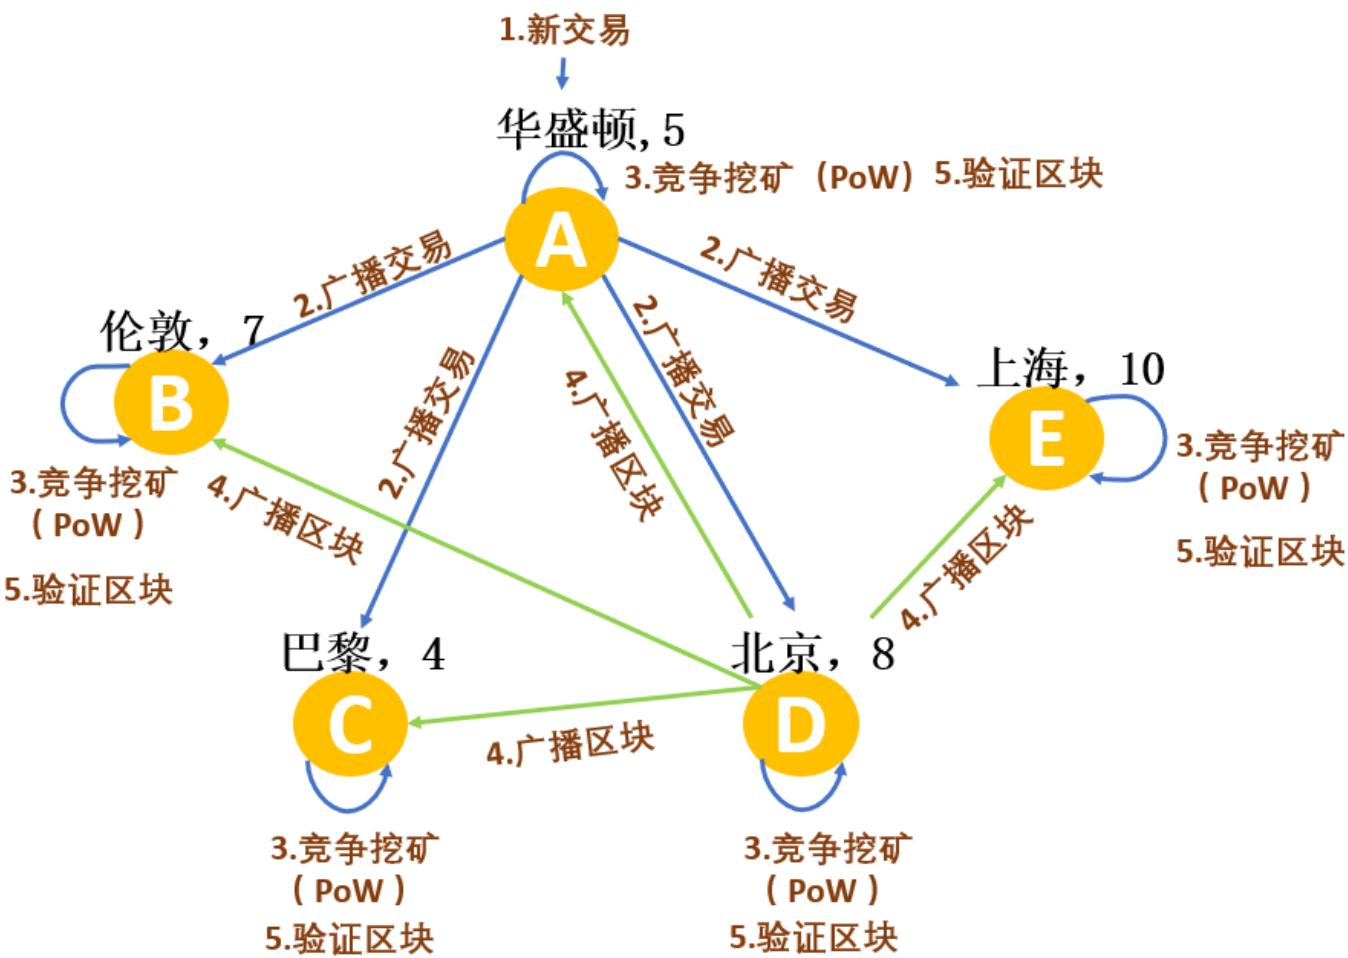 1.新交易
华盛顿,5
3.竞争挖矿（PoW）5.验证区块
A
2.广播交易
2.广播交易
2.广播交易
2.广播交易
伦敦，7
B
3.竞争挖矿
（PoW）
5.验证区块
上海，10
E
3.竞争挖矿
（PoW）
5.验证区块
4.广播区块
4.广播区块
4.广播区块
4.广播区块
巴黎，4
C
3.竞争挖矿
（PoW）
5.验证区块
北京，8
D
3.竞争挖矿
（PoW）
5.验证区块